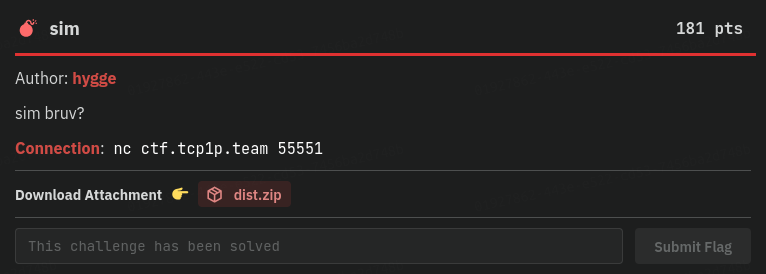 sim 181 pts
Author: hygge
sim bruv?
Connection: nc ctf.tcp1p.team 55551
Download Attachment 👉 dist.zip
This challenge has been solved Submit Flag